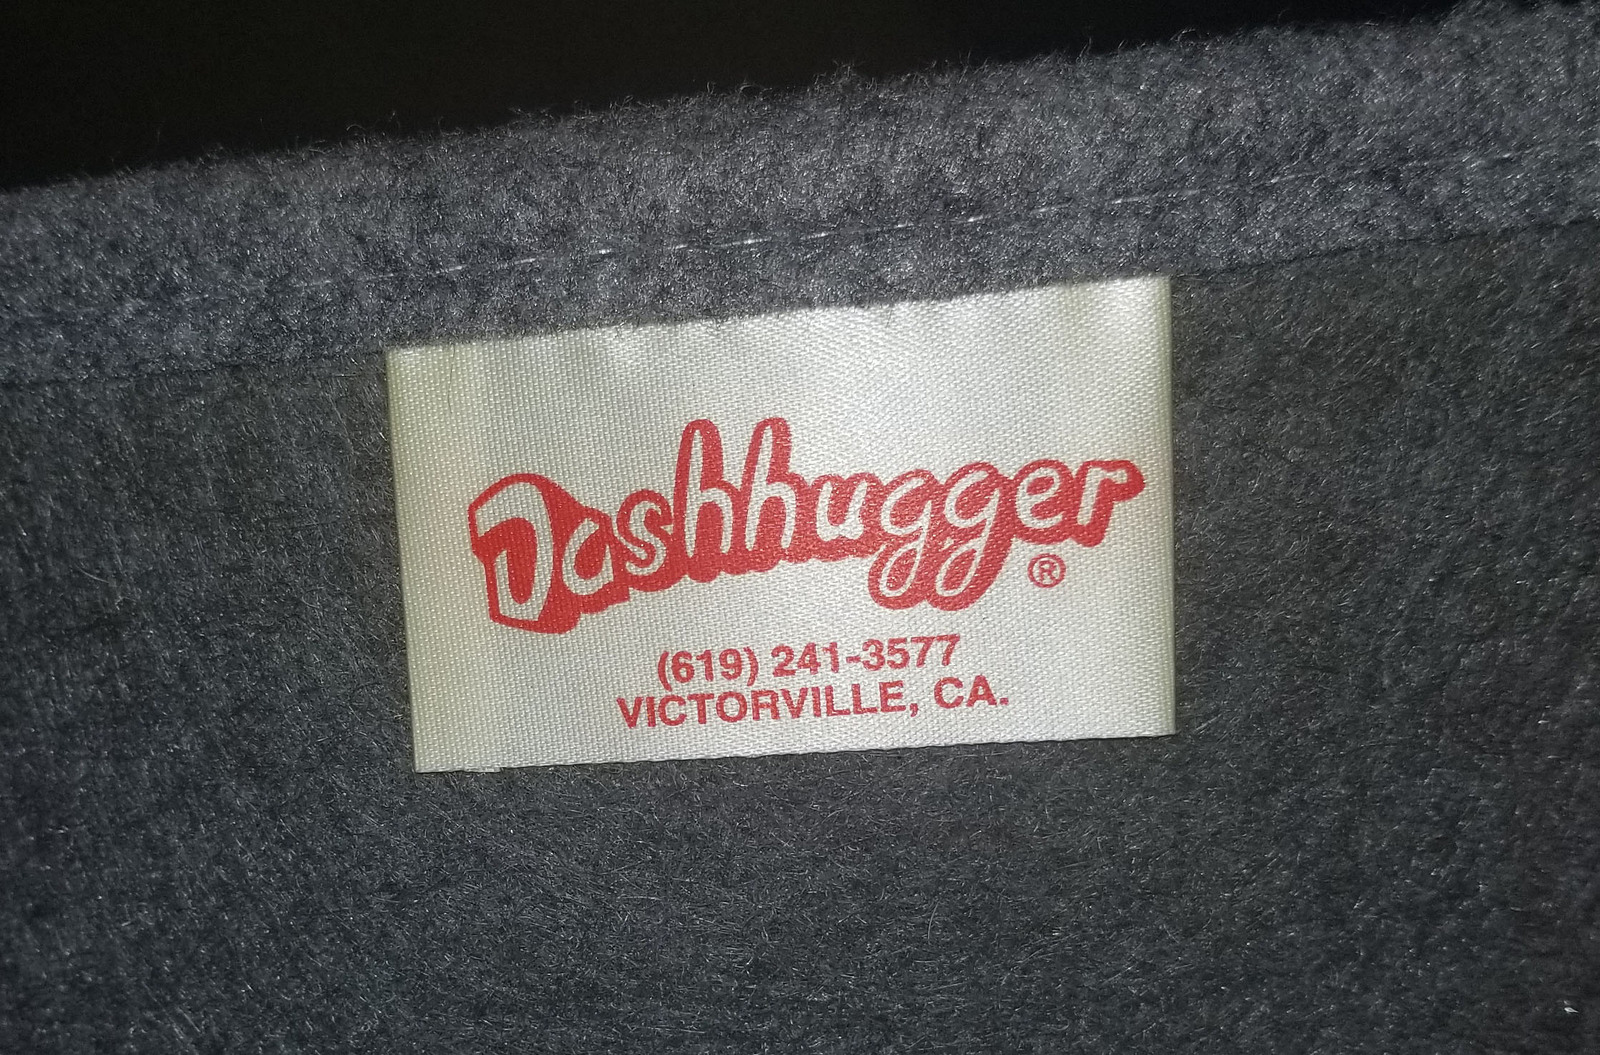 Dashhugger ®
(619) 241-3577
VICTORVILLE, CA.